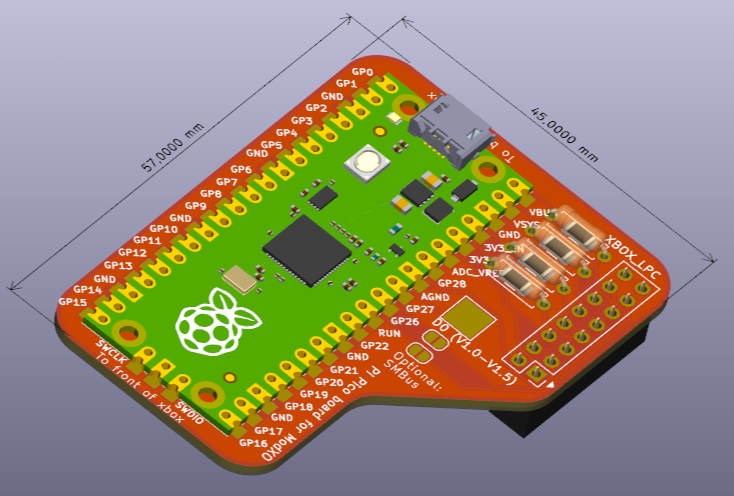 57,0000 mm
45,0000 mm
GP0
GP1
GND
GP2
GP3
GP4
GP5
GND
GP6
GP7
GP8
GP9
GND
GP10
GP11
GP12
GP13
GND
GP14
GP15
VSYS
GND
3V3
GP28
AGND
GP27
GP26
RUN
GP22
GND
GP21
GP20
GP19
GP18
GND
GP17
GP16
XBOX_LPC
D0 (V1.0-V1.5)
Optional:
SMBus
Pi Pico board for ModXO
SWCLK
SWDIO
To front of xbox
To b